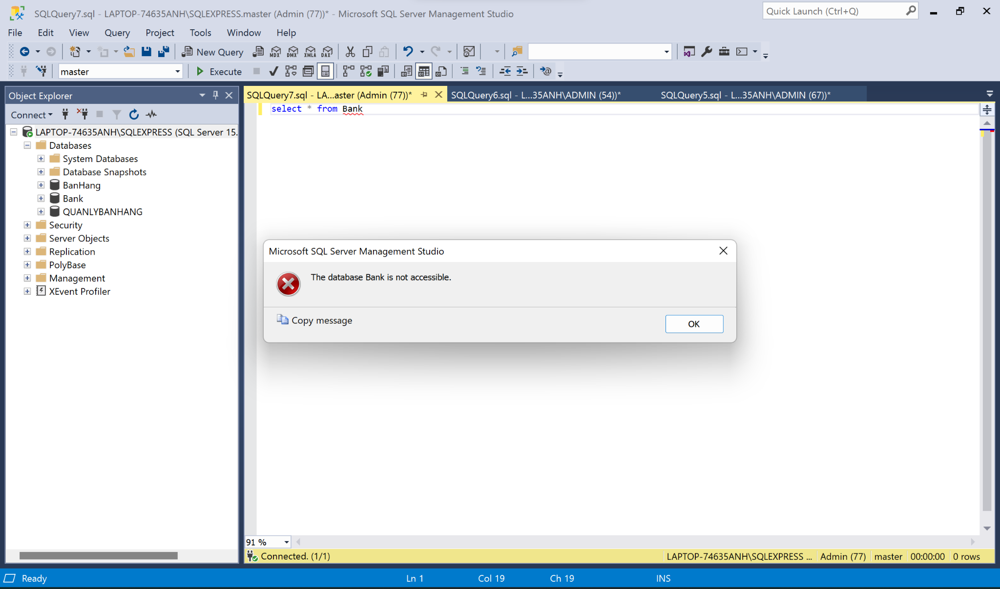 SQLQuery7.sql - LAPTOP-74635ANH\SQLEXPRESS.master (Admin (77))* - Microsoft SQL Server Management Studio
Quick Launch (Ctrl+Q)
File Edit View Query Project Tools Window Help
New Query MDX DMX XMLA DAX
master Execute
Object Explorer
SQLQuery7.sql - LA...aster (Admin (77))* SQLQuery6.sql - L...35ANH\ADMIN (54))* SQLQuery5.sql - L...35ANH\ADMIN (67))*
select * from Bank
Connect
LAPTOP-74635ANH\SQLEXPRESS (SQL Server 15.
Databases
System Databases
Database Snapshots
BanHang
Bank
QUANLYBANHANG
Security
Server Objects
Replication
PolyBase
Management
XEvent Profiler
Microsoft SQL Server Management Studio
The database Bank is not accessible.
Copy message
OK
91 %
Connected. (1/1) LAPTOP-74635ANH\SQLEXPRESS ... Admin (77) master 00:00:00 0 rows
Ready Ln 1 Col 19 Ch 19 INS